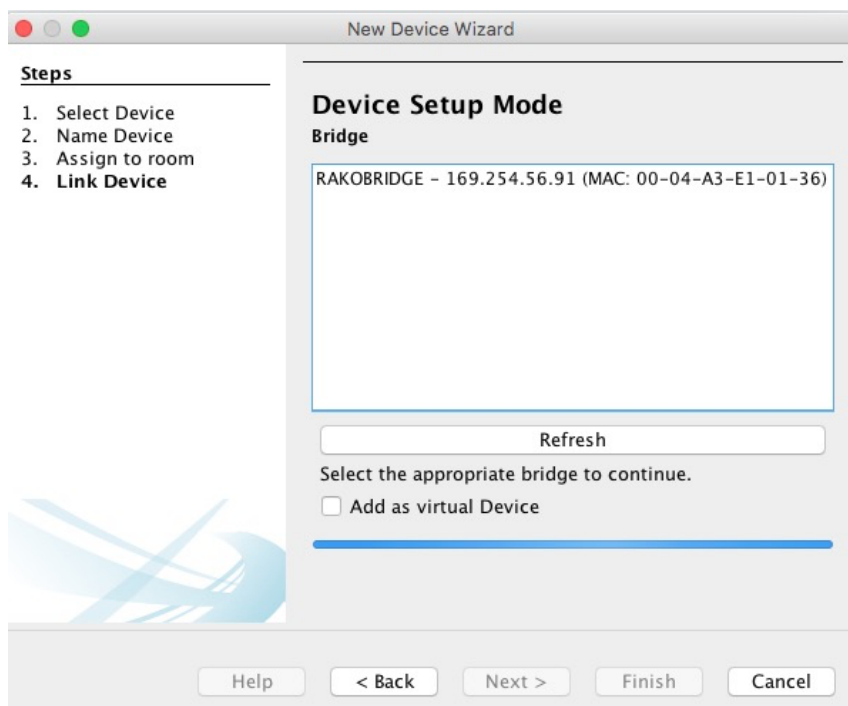 New Device Wizard
Steps
1. Select Device
2. Name Device
3. Assign to room
4. Link Device
Device Setup Mode
Bridge
RAKOBRIDGE - 169.254.56.91 (MAC: 00-04-A3-E1-01-36)
Refresh
Select the appropriate bridge to continue.
Add as virtual Device
Help
< Back
Next >
Finish
Cancel